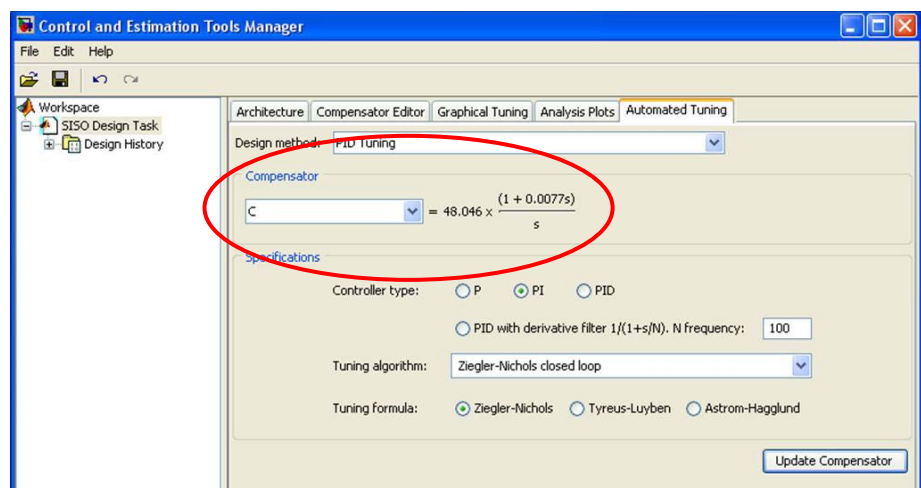 Control and Estimation Tools Manager
File Edit Help
Workspace
SISO Design Task
Design History
Architecture Compensator Editor Graphical Tuning Analysis Plots Automated Tuning
Design method: PID Tuning
Compensator
C = 48.046 x (1 + 0.0077s)
s
Specifications
Controller type: P PI PID
PID with derivative filter 1/(1+s/N). N frequency: 100
Tuning algorithm: Ziegler-Nichols closed loop
Tuning formula: Ziegler-Nichols Tyreus-Luyben Astrom-Hagglund
Update Compensator